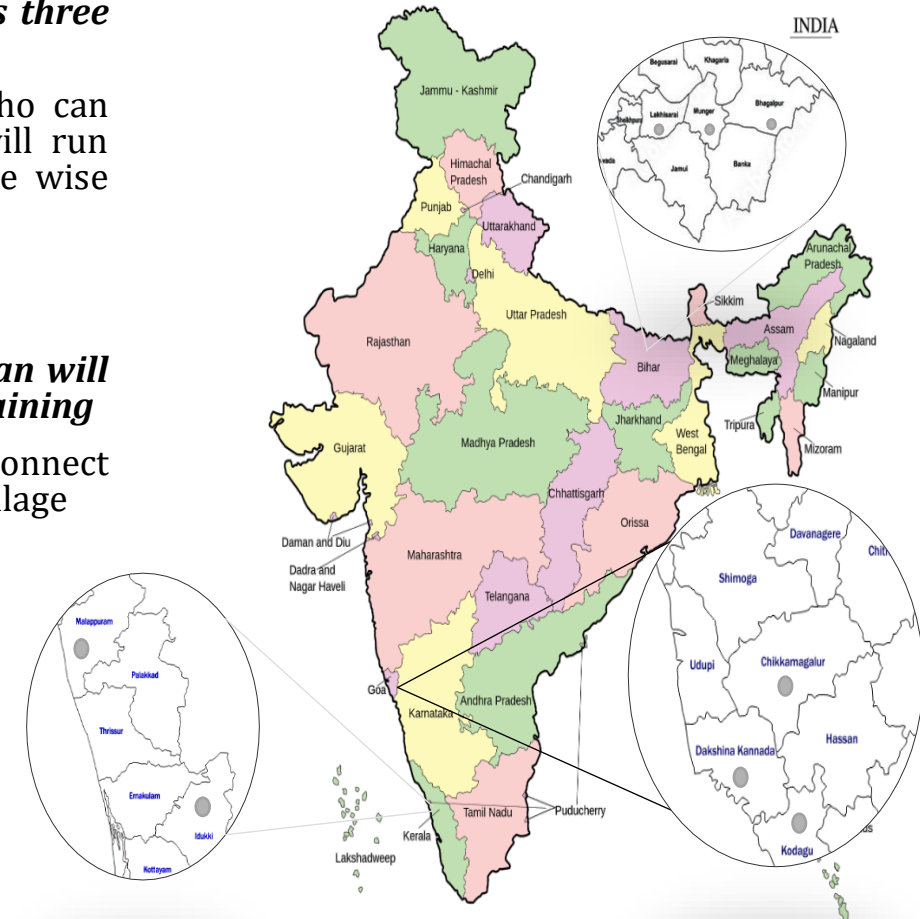 s three
ho can
ill run
e wise
an will
aining
onnect
lage
INDIA
Jammu - Kashmir
Himachal
Pradesh
Chandigarh
Punjab
Uttarakhand
Haryana
Delhi
Arunachal
Pradesh
Sikkim
Uttar Pradesh
Assam
Nagaland
Rajasthan
Bihar
Meghalaya
Manipur
Jharkhand
Tripura
West
Bengal
Gujarat
Madhya Pradesh
Mizoram
Chhattisgarh
Orissa
Daman and Diu
Maharashtra
Dadra and
Nagar Haveli
Telangana
Goa
Andhra Pradesh
Karnataka
Tamil Nadu
Puducherry
Kerala
Lakshadweep
Begusarai
Khagaria
Bhagalpur
Sheikhpura
Lakhisarai
Munger
vada
Jamui
Banka
Malappuram
Palakkad
Thrissur
Ernakulam
Idukki
Kottayam
Davanagere
Chit
Shimoga
Udupi
Chikkamagalur
Hassan
Dakshina Kannada
Kodagu
ds